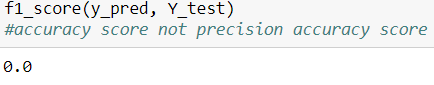 f1_score(y_pred, Y_test)
#accuracy score not precision accuracy score
0.0